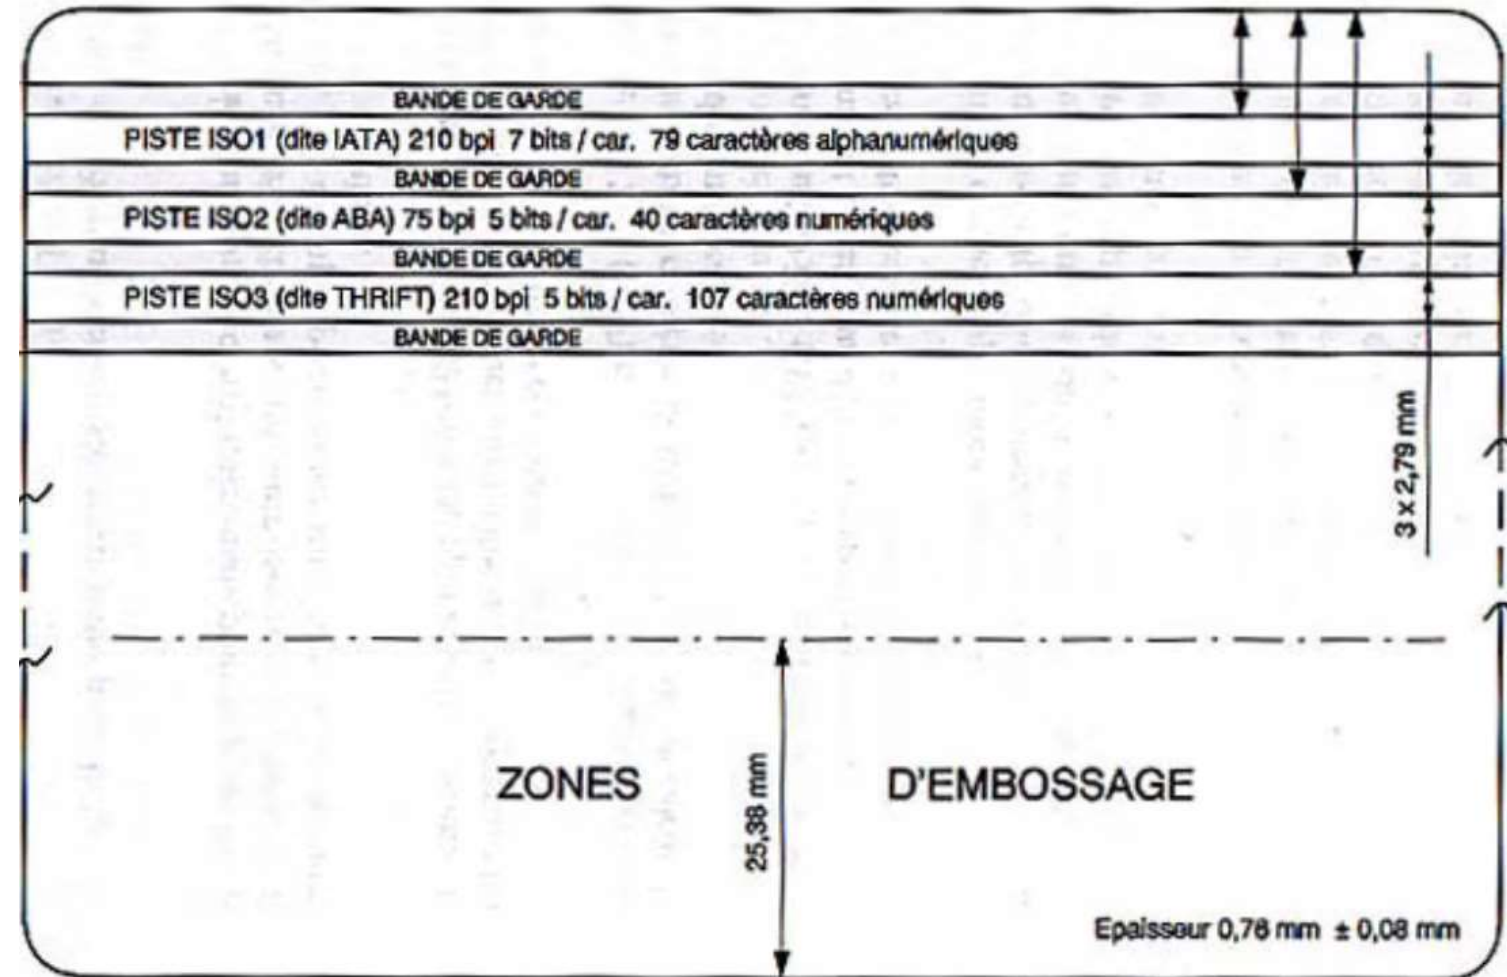 BANDE DE GARDE
PISTE ISO1 (dite IATA) 210 bpi 7 bits / car. 79 caractères alphanumériques
BANDE DE GARDE
PISTE ISO2 (dite ABA) 75 bpi 5 bits / car. 40 caractères numériques
BANDE DE GARDE
PISTE ISO3 (dite THRIFT) 210 bpi 5 bits / car. 107 caractères numériques
BANDE DE GARDE
3 x 2,79 mm
ZONES D'EMBOSSAGE
25,38 mm
Epaisseur 0,76 mm ± 0,08 mm